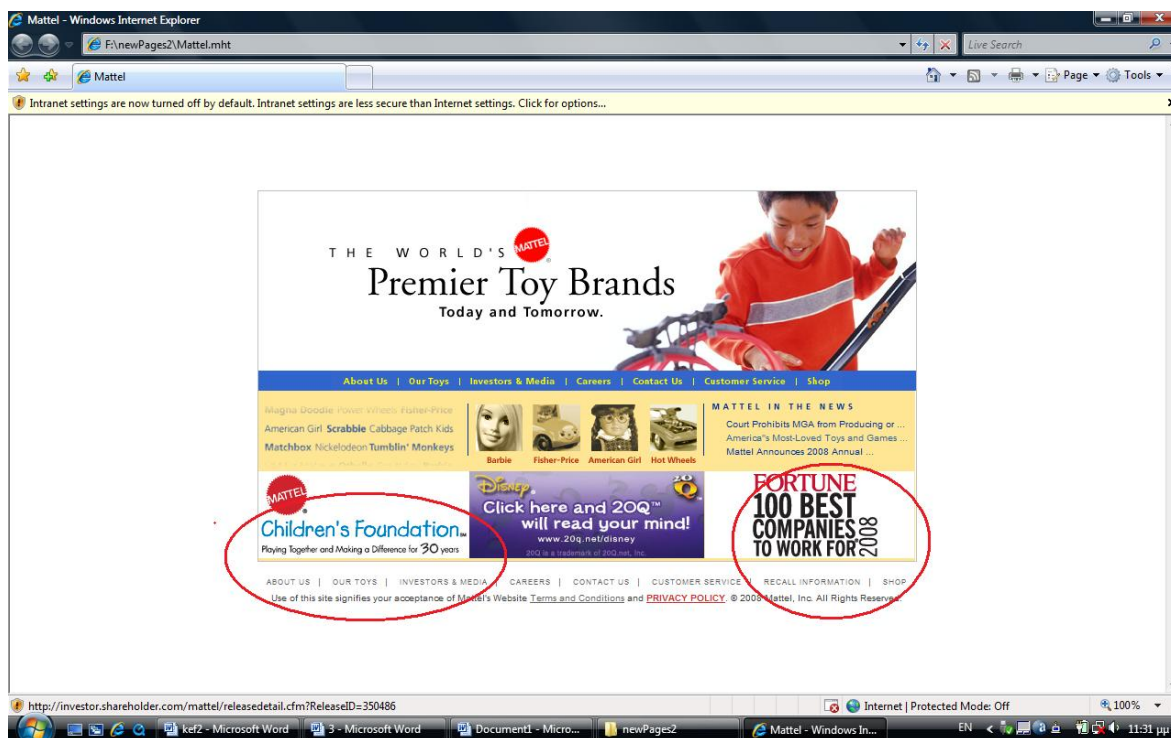 Mattel - Windows Internet Explorer
F:\newPages2\Mattel.mht
Live Search
Mattel
Page
Tools
Intranet settings are now turned off by default. Intranet settings are less secure than Internet settings. Click for options...
THE WORLD'S MATTEL
Premier Toy Brands
Today and Tomorrow.
About Us | Our Toys | Investors & Media | Careers | Contact Us | Customer Service | Shop
Magna Doodle Power Wheels Fisher-Price
American Girl Scrabble Cabbage Patch Kids
Matchbox Nickelodeon Tumblin' Monkeys
Barbie Fisher-Price American Girl Hot Wheels
MATTEL IN THE NEWS
Court Prohibits MGA from Producing or ...
America"s Most-Loved Toys and Games ...
Mattel Announces 2008 Annual ...
MATTEL
Children's Foundation™
Playing Together and Making a Difference for 30 years
Disney
20Q
Click here and 20Q™
will read your mind!
www.20q.net/disney
20Q is a trademark of 20Q.net, Inc.
FORTUNE
100 BEST
COMPANIES
TO WORK FOR
2008
ABOUT US | OUR TOYS | INVESTORS & MEDIA | CAREERS | CONTACT US | CUSTOMER SERVICE | RECALL INFORMATION | SHOP
Use of this site signifies your acceptance of Mattel's Website Terms and Conditions and PRIVACY POLICY. © 2008 Mattel, Inc. All Rights Reserved.
http://investor.shareholder.com/mattel/releasedetail.cfm?ReleaseID=350486
Internet | Protected Mode: Off
100%
kef2 - Microsoft Word
3 - Microsoft Word
Document1 - Micro...
newPages2
Mattel - Windows In...
EN
11:31 μμ